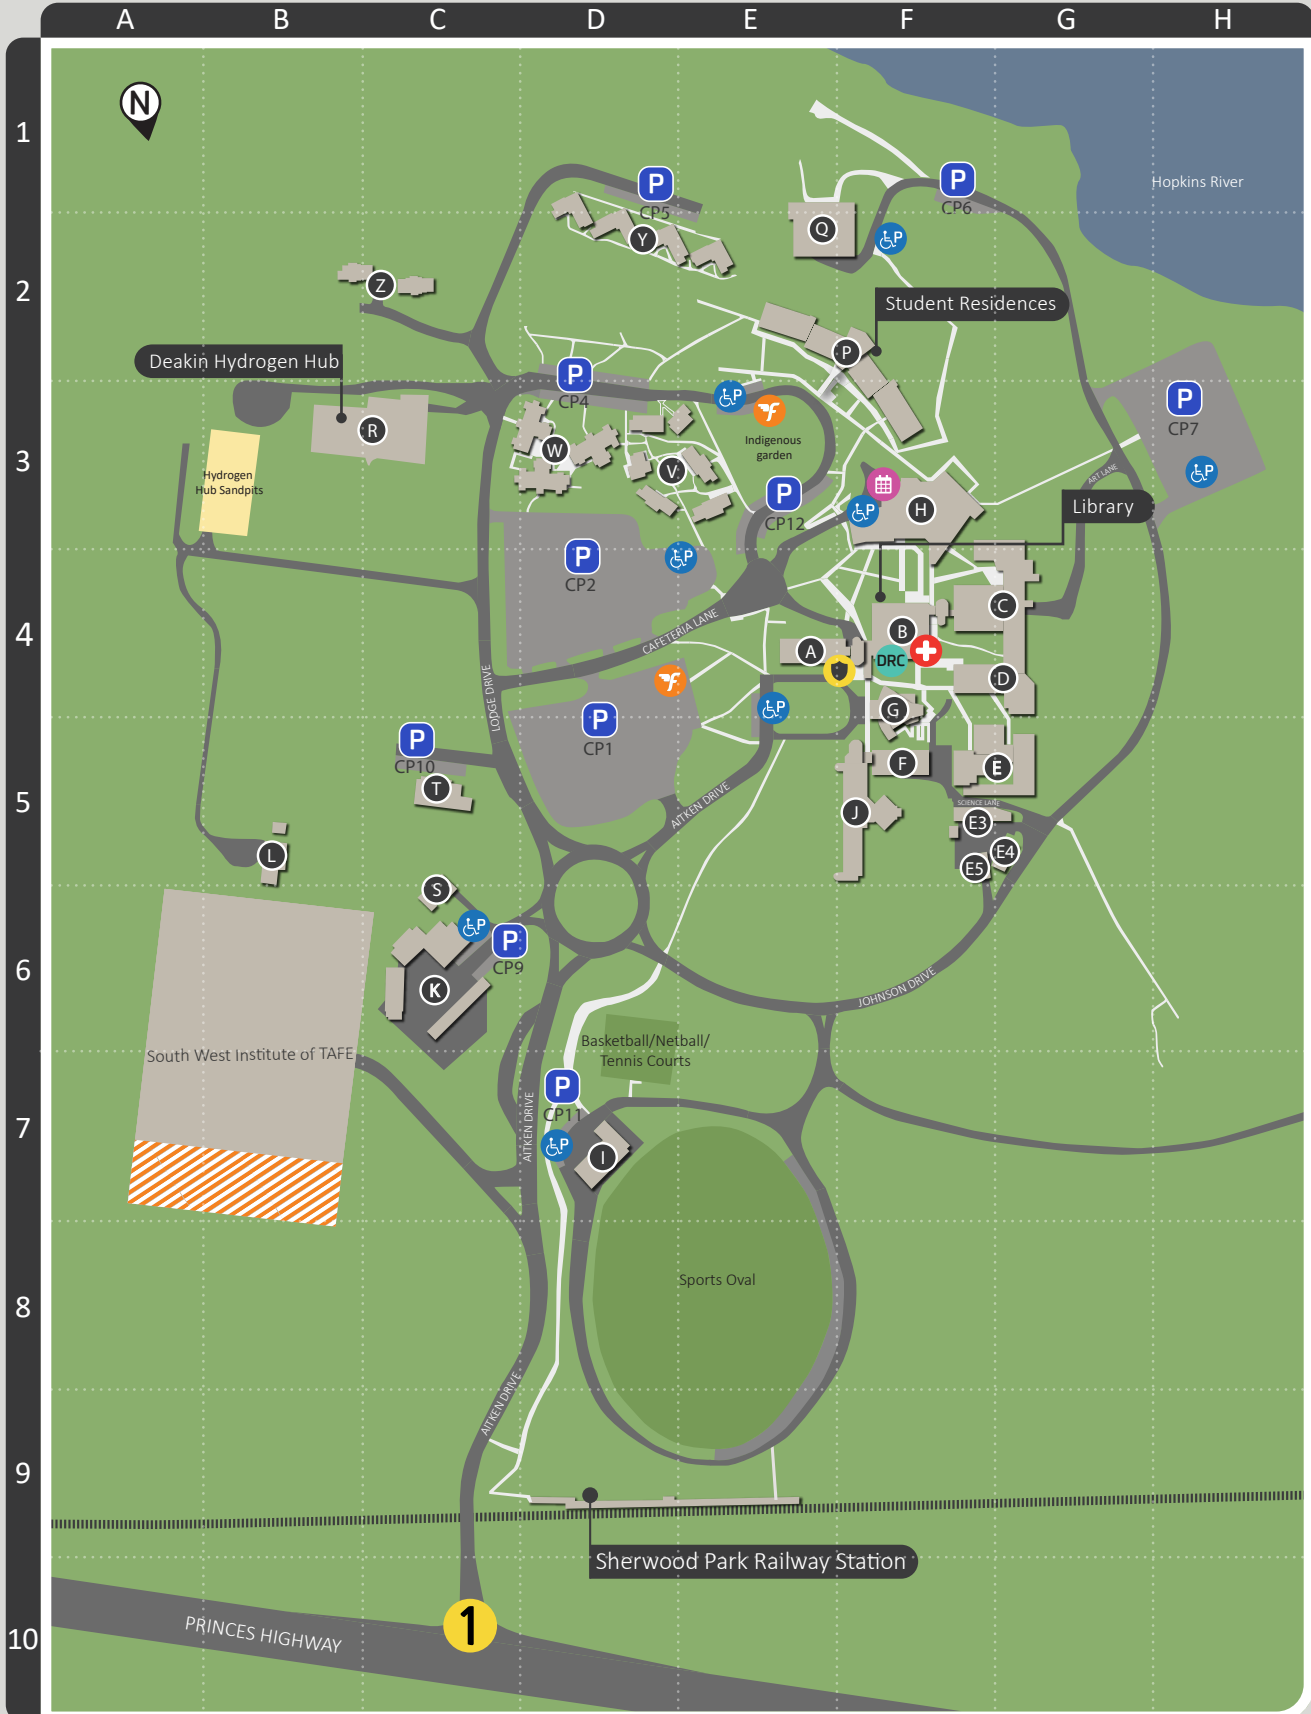 A B C D E F G H
N
1
Hopkins River
P
CP5
P
CP6
Q
Y
P
2
Z
Student Residences
Deakin Hydrogen Hub
P
P
CP4
P
P
CP7
Indigenous
garden
3
R
W
V
Hydrogen
Hub Sandpits
P
CP12
P
H
P
ART LANE
Library
P
CP2
P
4
CAFETERIA LANE
A
B
C
DRC
D
LODGE DRIVE
P
CP1
P
G
P
CP10
F
E
5
T
AITKEN DRIVE
J
SCIENCE LANE
E3
E4
E5
L
S
P
P
CP9
6
K
JOHNSON DRIVE
Basketball/Netball/
Tennis Courts
South West Institute of TAFE
P
CP11
7
AITKEN DRIVE
P
I
8
Sports Oval
AITKEN DRIVE
9
Sherwood Park Railway Station
1
10
PRINCES HIGHWAY